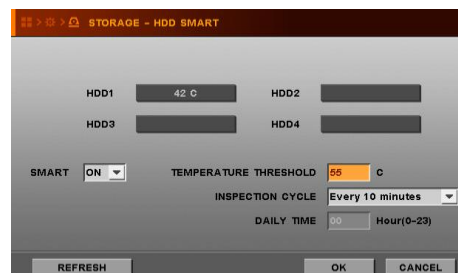 STORAGE - HDD SMART
HDD1 42 C HDD2
HDD3 HDD4
SMART ON TEMPERATURE THRESHOLD 55 C
INSPECTION CYCLE Every 10 minutes
DAILY TIME 00 Hour(0~23)
REFRESH OK CANCEL